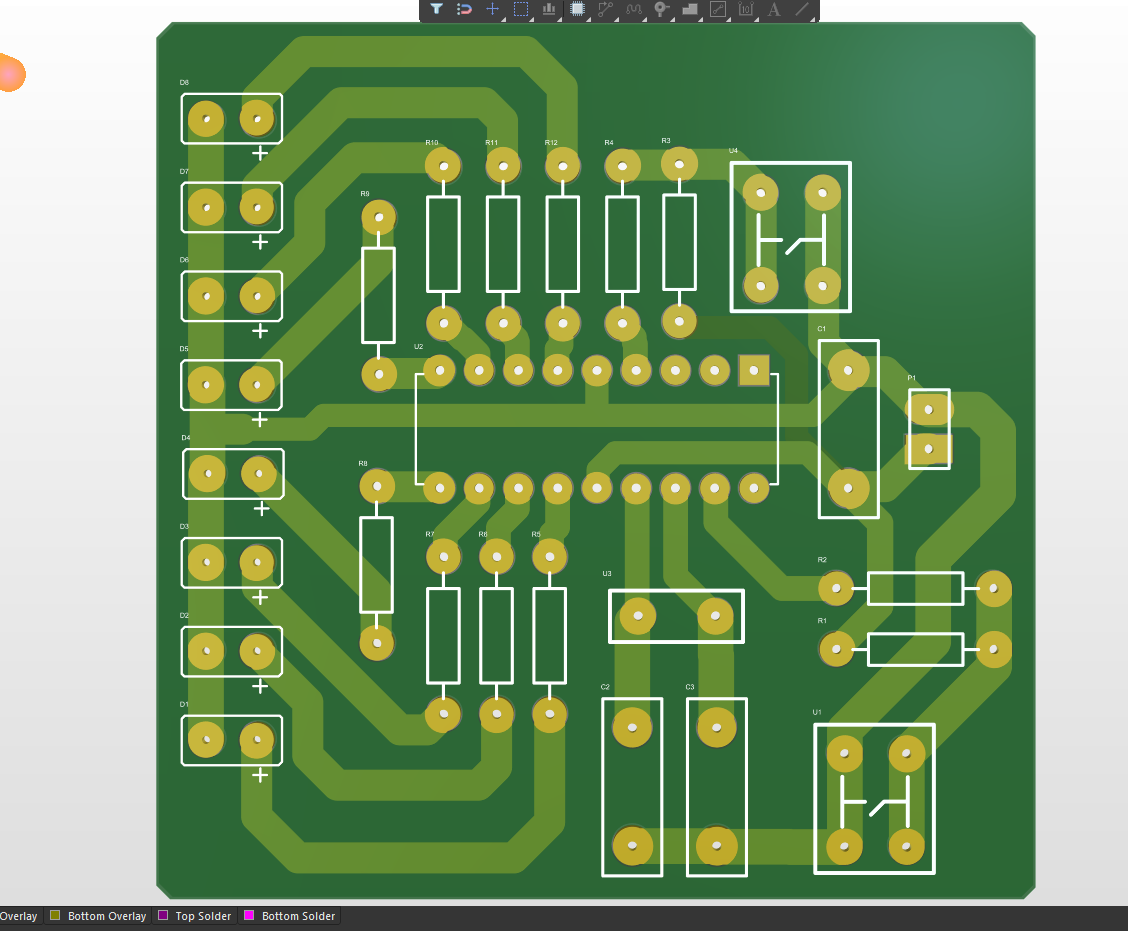 D8
D7
D6
D5
D4
D3
D2
D1
+
+
+
+
+
+
+
+
R9
R10
R11
R12
R4
R3
U4
U2
C1
P1
R8
R7
R6
R5
U3
R2
R1
C2
C3
U1
Overlay
Bottom Overlay
Top Solder
Bottom Solder